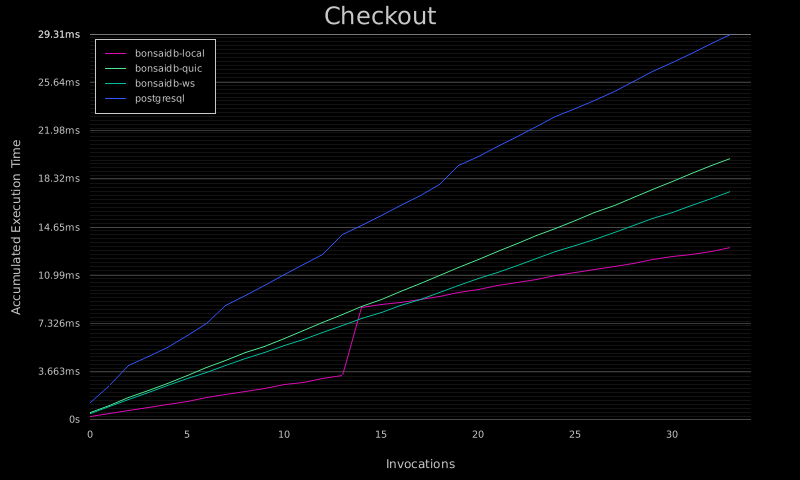 Checkout
29.31ms
bonsaidb-local
bonsaidb-quic
bonsaidb-ws
postgresql
25.64ms
21.98ms
18.32ms
14.65ms
10.99ms
7.326ms
3.663ms
0s
Accumulated Execution Time
0 5 10 15 20 25 30
Invocations